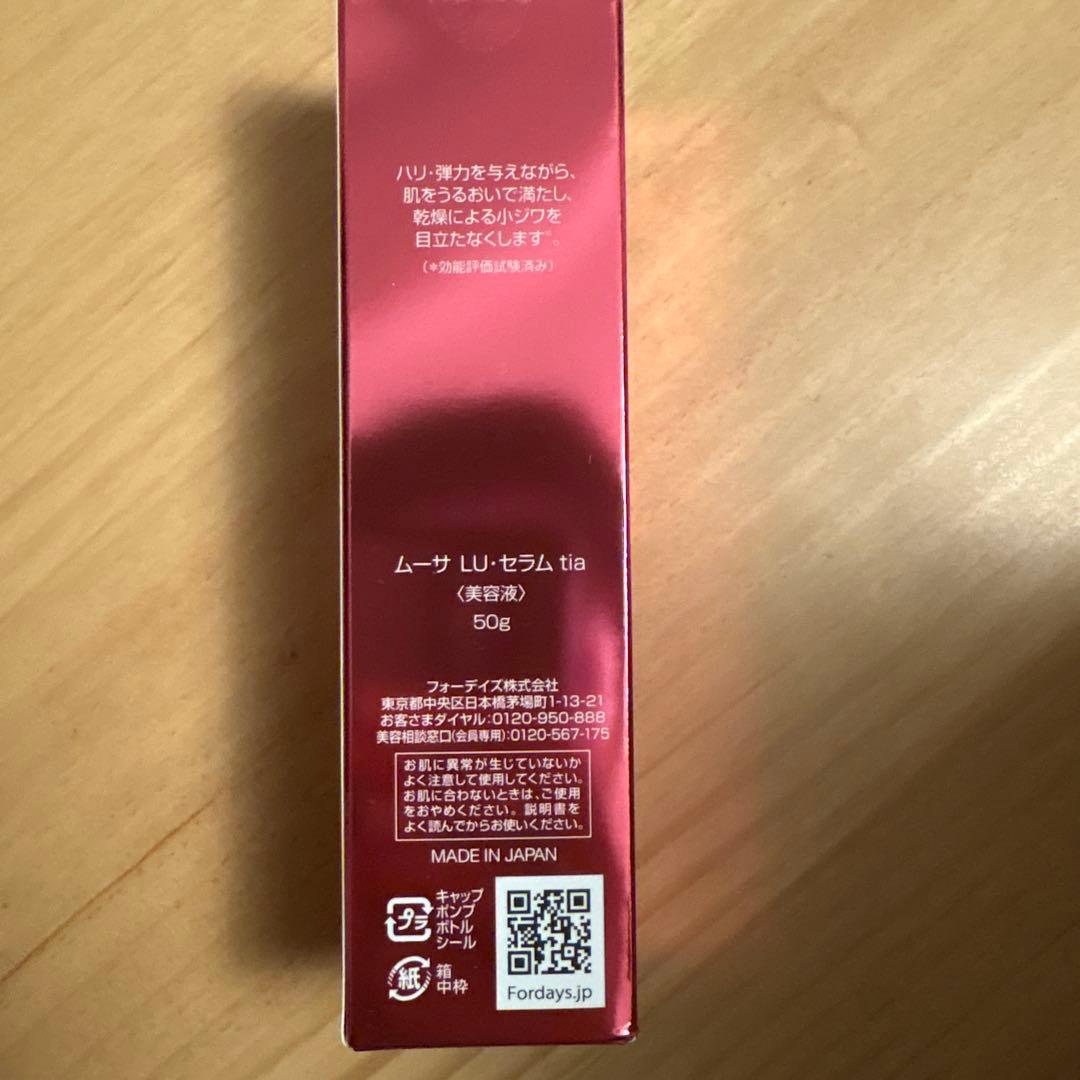 ハリ・弾力を与えながら、
肌をうるおいで満たし、
乾燥による小ジワを
目立たなくします*。
(*効能評価試験済み)
ムーサ LU・セラム tia
〈美容液〉
50g
フォーデイズ株式会社
東京都中央区日本橋茅場町1-13-21
お客さまダイヤル:0120-950-888
美容相談窓口(会員専用):0120-567-175
お肌に異常が生じていないか
よく注意して使用してください。
お肌に合わないときは、ご使用
をおやめください。説明書を
よく読んでからお使いください。
MADE IN JAPAN
プラ
キャップ
ポンプ
ボトル
シール
紙
箱
中枠
Fordays.jp